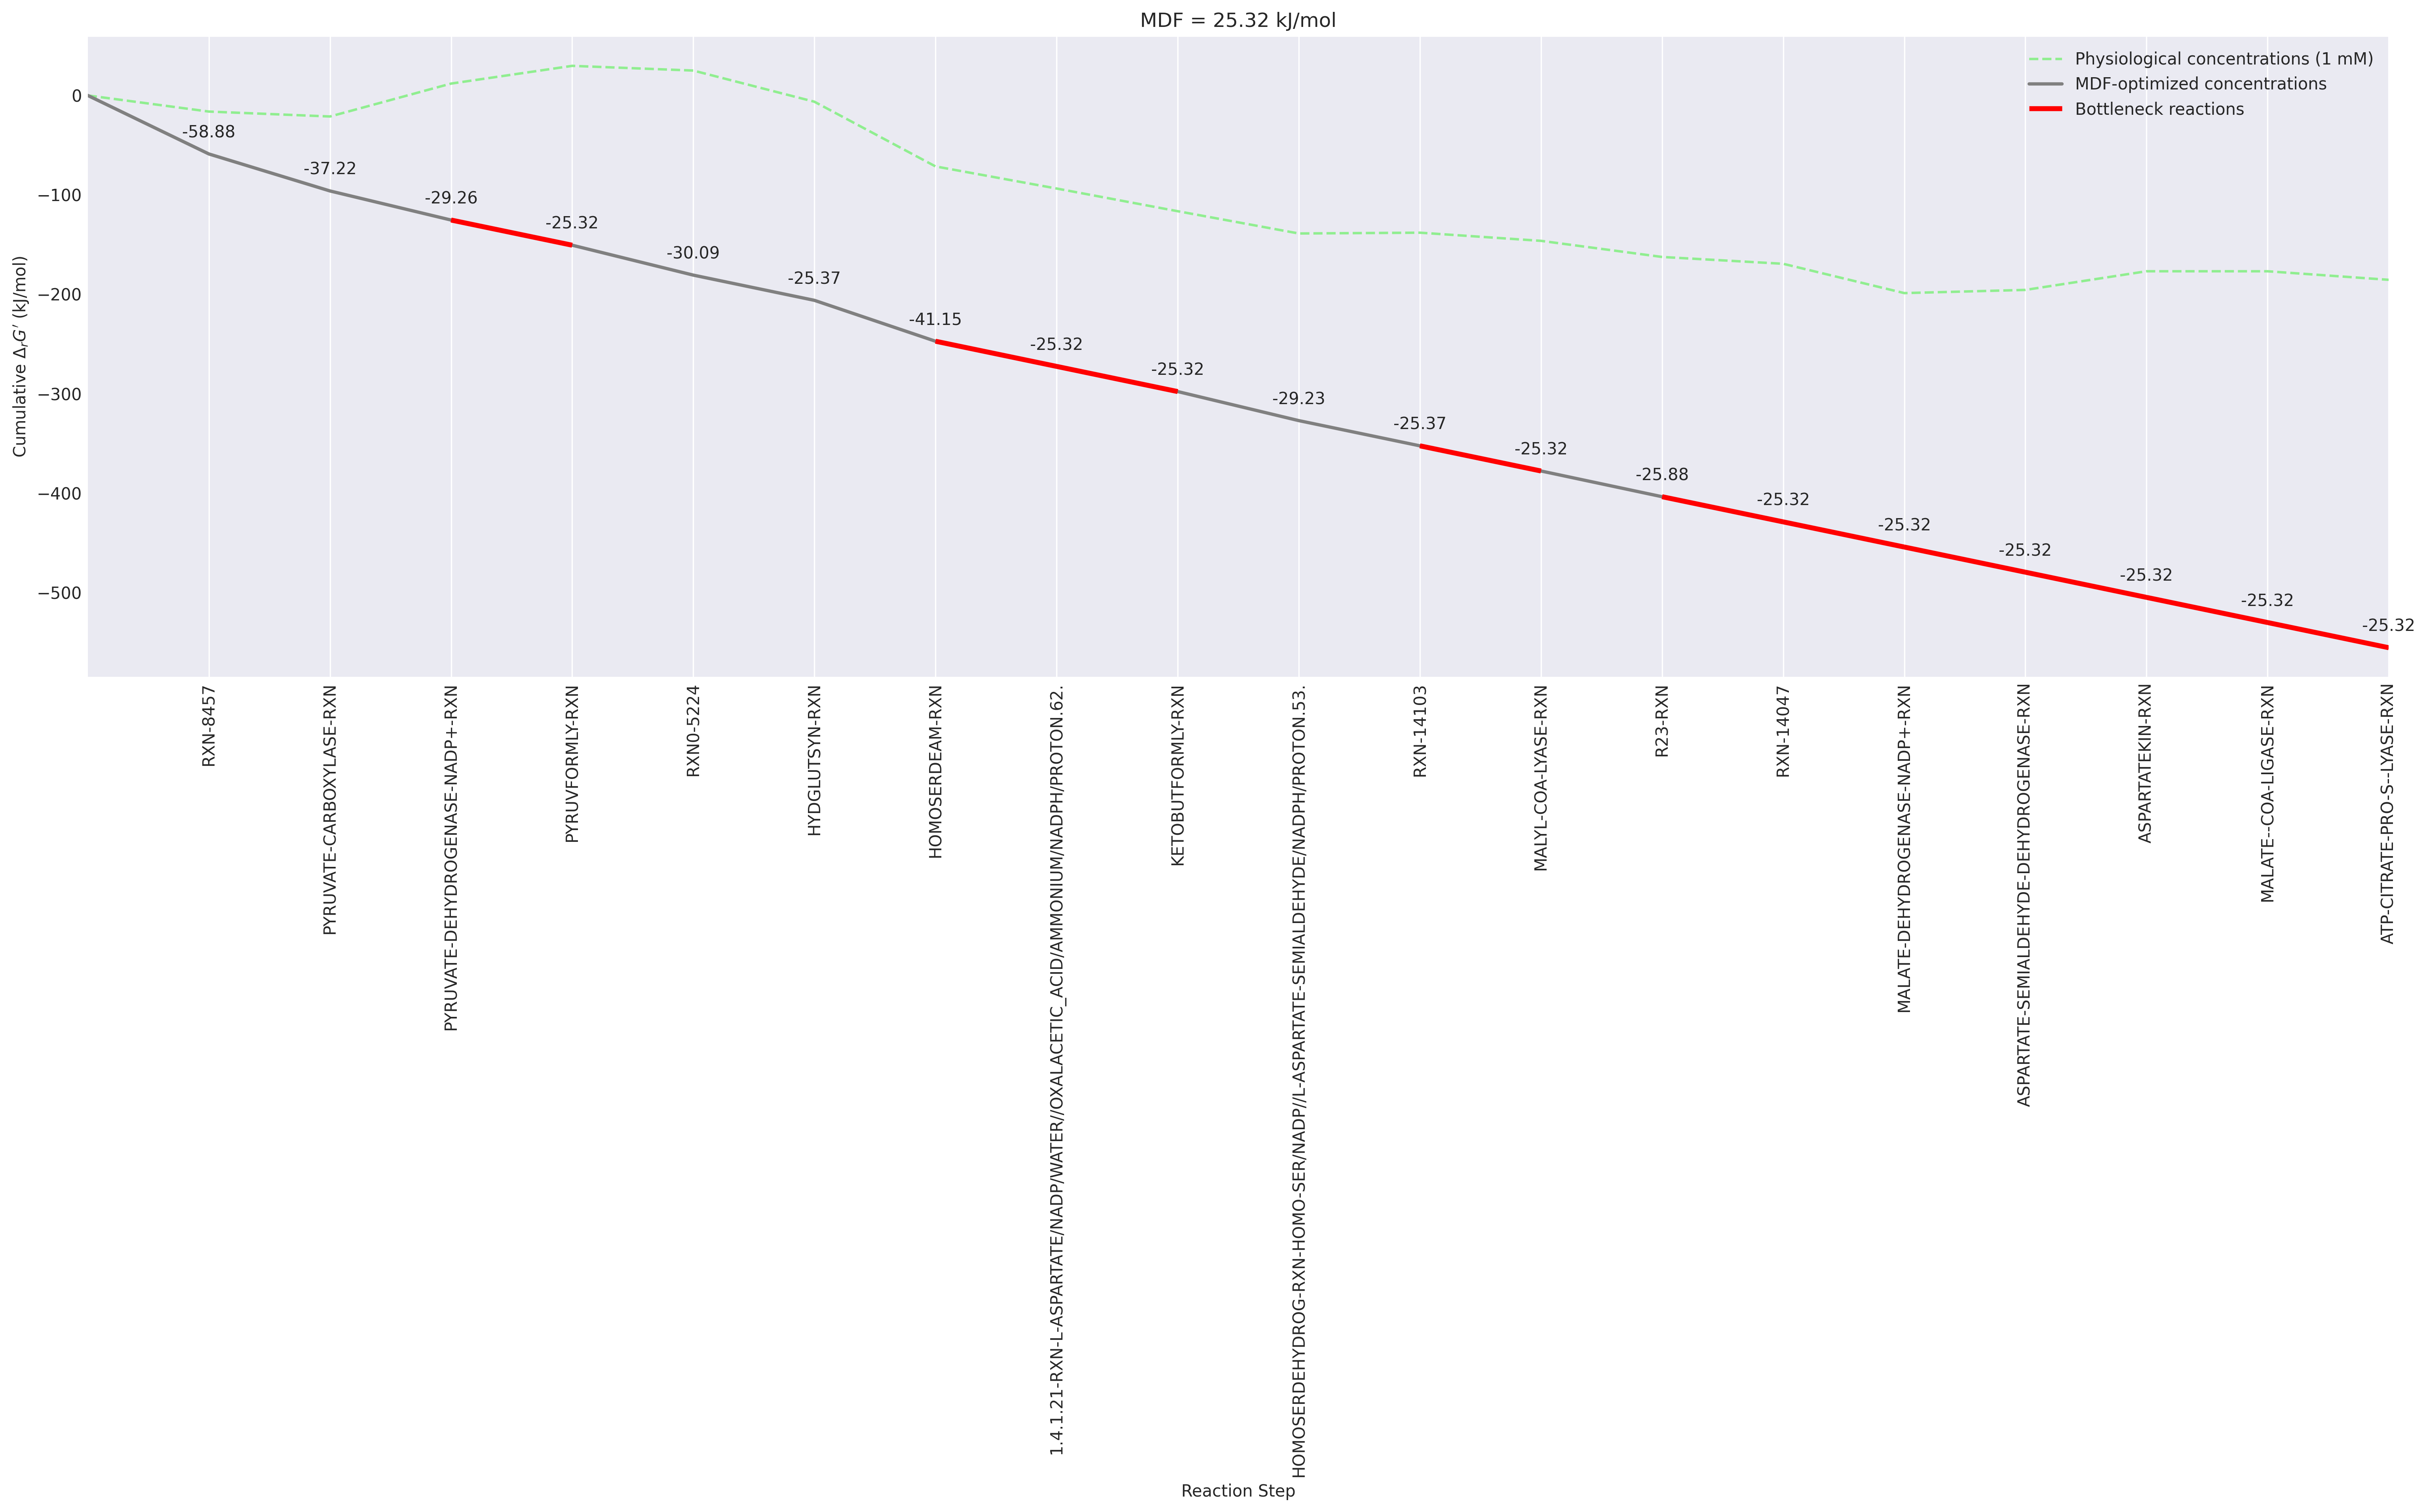 MDF = 25.32 kJ/mol
Physiological concentrations (1 mM)
MDF-optimized concentrations
Bottleneck reactions
Cumulative ΔrG′ (kJ/mol)
0
−100
−200
−300
−400
−500
-58.88
-37.22
-29.26
-25.32
-30.09
-25.37
-41.15
-25.32
-25.32
-29.23
-25.37
-25.32
-25.88
-25.32
-25.32
-25.32
-25.32
-25.32
-25.32
RXN-8457
PYRUVATE-CARBOXYLASE-RXN
PYRUVATE-DEHYDROGENASE-NADP+-RXN
PYRUVFORMLY-RXN
RXN0-5224
HYDGLUTSYN-RXN
HOMOSERDEAM-RXN
1.4.1.21-RXN-L-ASPARTATE/NADP/WATER//OXALACETIC_ACID/AMMONIUM/NADPH/PROTON.62.
KETOBUTFORMLY-RXN
HOMOSERDEHYDROG-RXN-HOMO-SER/NADP//L-ASPARTATE-SEMIALDEHYDE/NADPH/PROTON.53.
RXN-14103
MALYL-COA-LYASE-RXN
R23-RXN
RXN-14047
MALATE-DEHYDROGENASE-NADP+-RXN
ASPARTATE-SEMIALDEHYDE-DEHYDROGENASE-RXN
ASPARTATEKIN-RXN
MALATE--COA-LIGASE-RXN
ATP-CITRATE-PRO-S--LYASE-RXN
Reaction Step